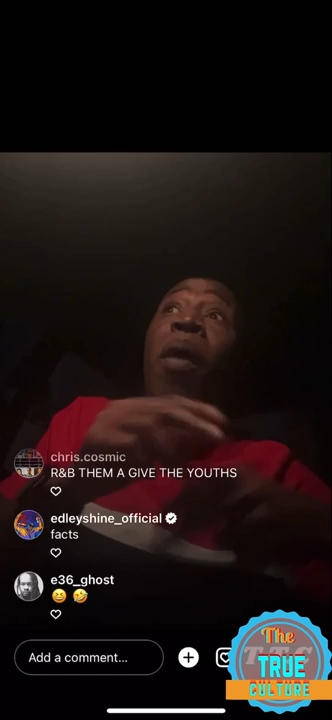 chris.cosmic
R&B THEM A GIVE THE YOUTHS
edleyshine_official
facts
e36_ghost
😆 🤣
Add a comment...
The
TRUE
CULTURE